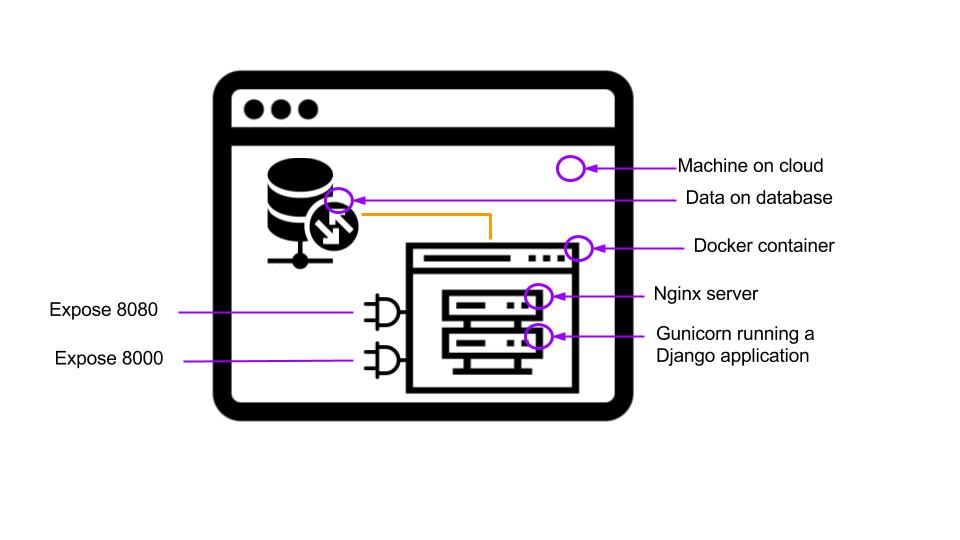 Machine on cloud
Data on database
Docker container
Nginx server
Expose 8080
Gunicorn running a
Django application
Expose 8000